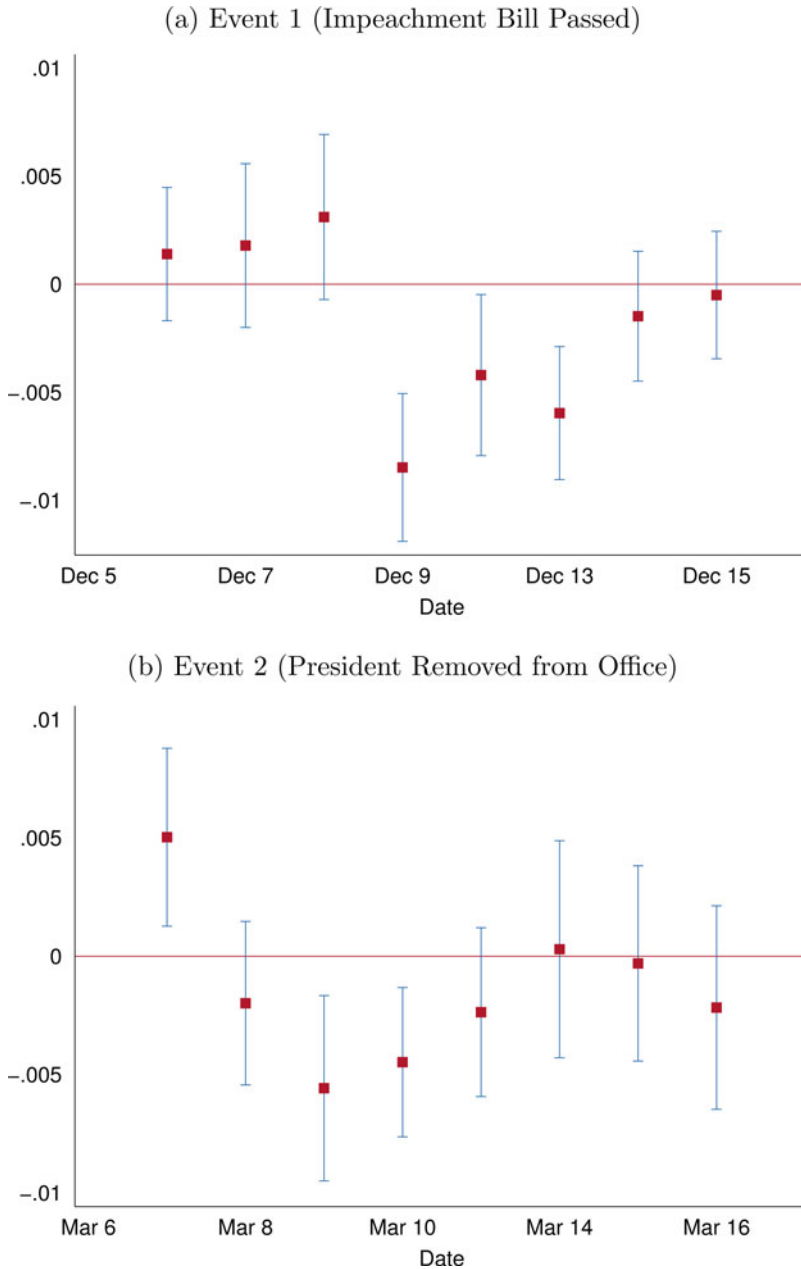 (a) Event 1 (Impeachment Bill Passed)
.01
.005
0
−.005
−.01
Dec 5 Dec 7 Dec 9 Dec 13 Dec 15
Date
(b) Event 2 (President Removed from Office)
.01
.005
0
−.005
−.01
Mar 6 Mar 8 Mar 10 Mar 14 Mar 16
Date